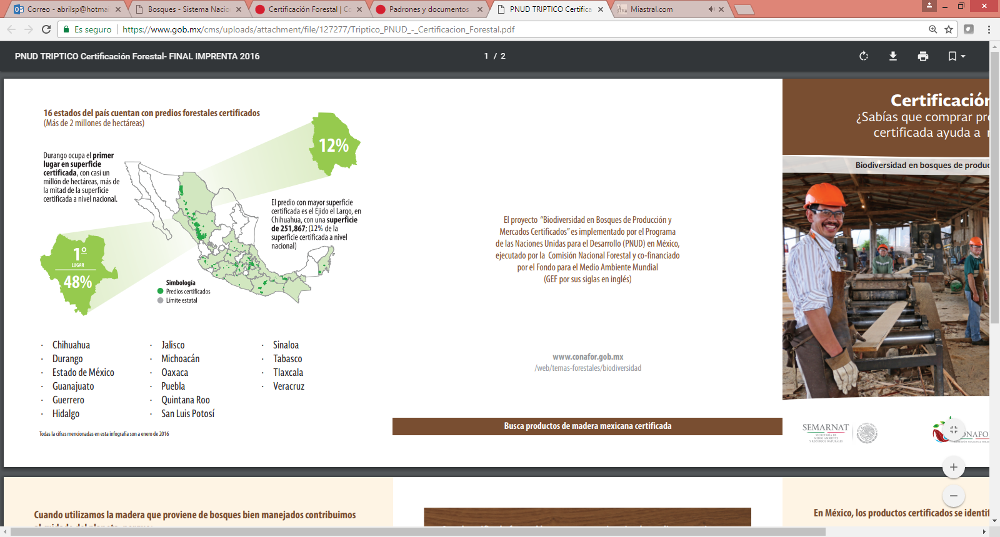 Correo - abrilsp@hotma
Bosques - Sistema Nacio
Certificación Forestal | Co
Padrones y documentos
PNUD TRIPTICO Certifica
Miastral.com
Es seguro
https://www.gob.mx/cms/uploads/attachment/file/127277/Triptico_PNUD_-_Certificacion_Forestal.pdf
PNUD TRIPTICO Certificación Forestal- FINAL IMPRENTA 2016
1 / 2
16 estados del país cuentan con predios forestales certificados
(Más de 2 millones de hectáreas)
Durango ocupa el primer
lugar en superficie
certificada, con casi un
millón de hectáreas, más de
la mitad de la superficie
certificada a nivel nacional.
12%
El predio con mayor superficie
certificada es el Ejido el Largo, en
Chihuahua, con una superficie
de 251,867; (12% de la
superficie certificada a nivel
nacional)
1º
LUGAR
48%
Simbología
Predios certificados
Límite estatal
· Chihuahua
· Durango
· Estado de México
· Guanajuato
· Guerrero
· Hidalgo
· Jalisco
· Michoacán
· Oaxaca
· Puebla
· Quintana Roo
· San Luis Potosí
· Sinaloa
· Tabasco
· Tlaxcala
· Veracruz
Todas la cifras mencionadas en esta infografía son a enero de 2016
El proyecto “Biodiversidad en Bosques de Producción y
Mercados Certificados” es implementado por el Programa
de las Naciones Unidas para el Desarrollo (PNUD) en México,
ejecutado por la Comisión Nacional Forestal y co-financiado
por el Fondo para el Medio Ambiente Mundial
(GEF por sus siglas en inglés)
www.conafor.gob.mx
/web/temas-forestales/biodiversidad
Busca productos de madera mexicana certificada
Certificación
¿Sabías que comprar pro
certificada ayuda a
Biodiversidad en bosques de produc
SEMARNAT
SECRETARÍA DE
MEDIO AMBIENTE
Y RECURSOS NATURALES
ONAFO
Cuando utilizamos la madera que proviene de bosques bien manejados contribuimos
En México, los productos certificados se identif